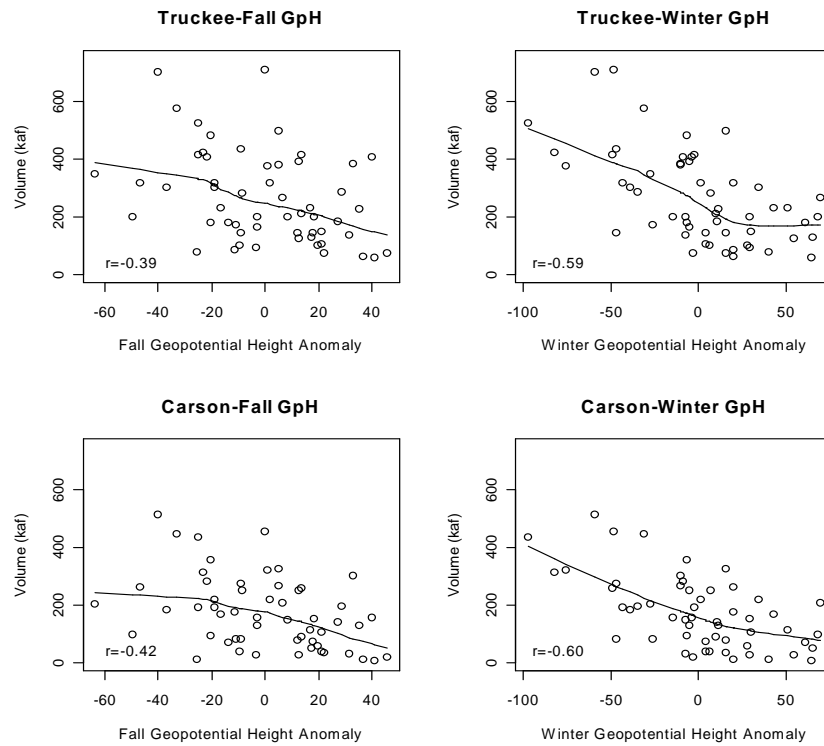 Truckee-Fall GpH
Volume (kaf)
600
400
200
0
r=-0.39
-60 -40 -20 0 20 40
Fall Geopotential Height Anomaly
Truckee-Winter GpH
Volume (kaf)
600
400
200
0
r=-0.59
-100 -50 0 50
Winter Geopotential Height Anomaly
Carson-Fall GpH
Volume (kaf)
600
400
200
0
r=-0.42
-60 -40 -20 0 20 40
Fall Geopotential Height Anomaly
Carson-Winter GpH
Volume (kaf)
600
400
200
0
r=-0.60
-100 -50 0 50
Winter Geopotential Height Anomaly